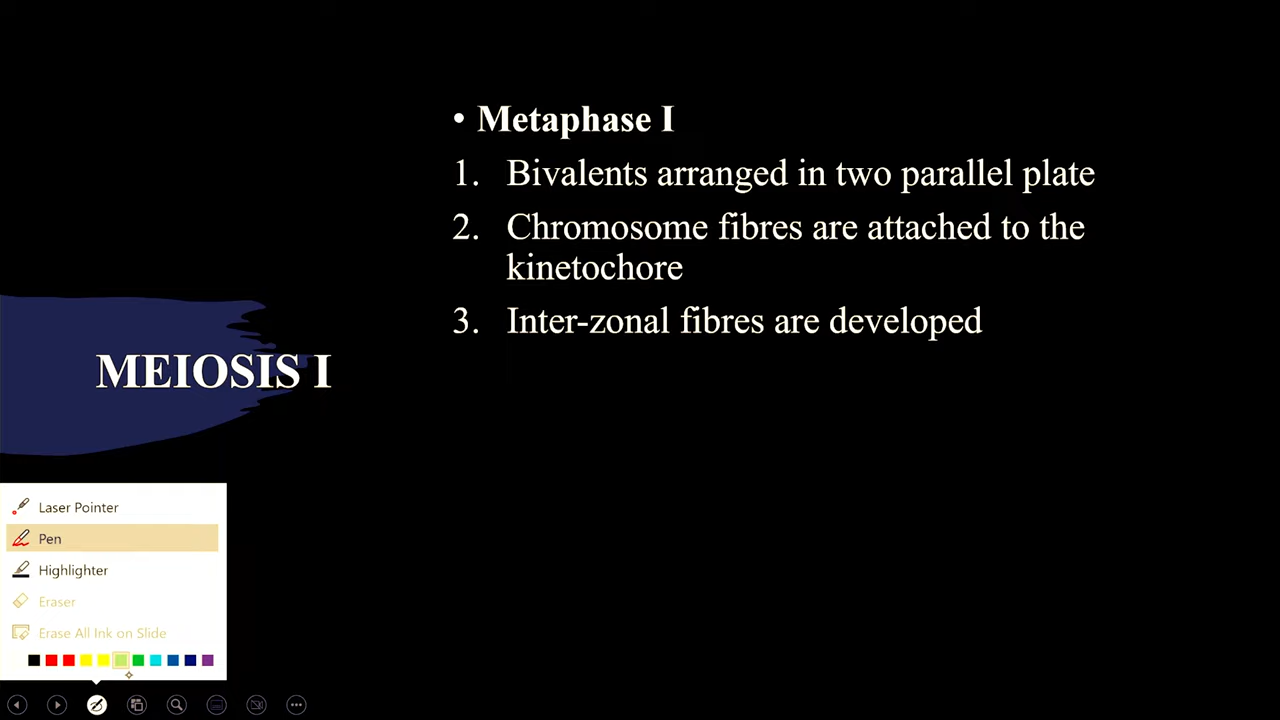 • Metaphase I
1. Bivalents arranged in two parallel plate
2. Chromosome fibres are attached to the
kinetochore
3. Inter-zonal fibres are developed
MEIOSIS I
Laser Pointer
Pen
Highlighter
Eraser
Erase All Ink on Slide